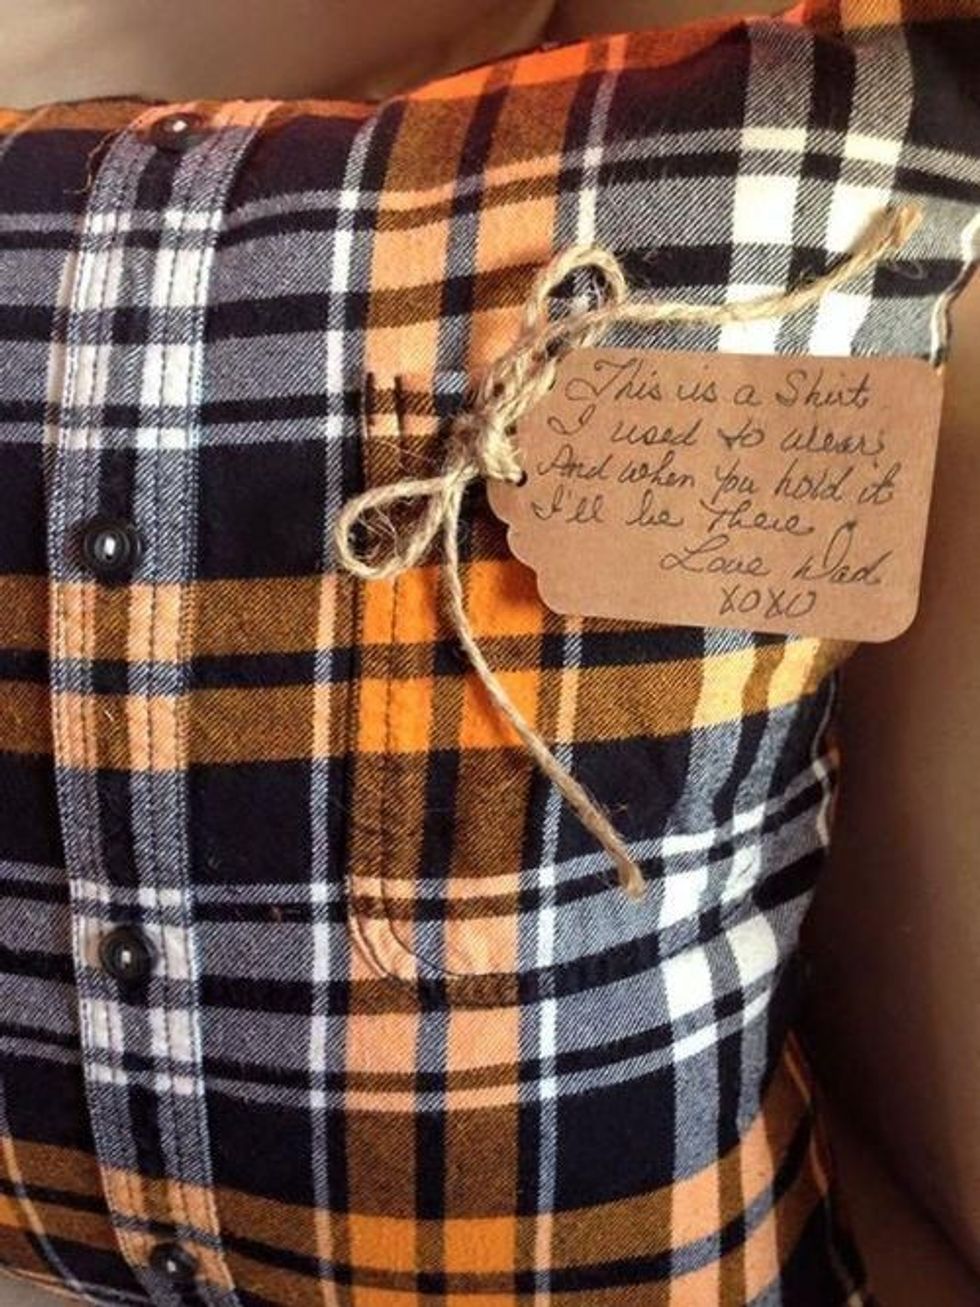 This is a Shirt
I used to wear;
And when you hold it
I'll be There
Love Dad
XOXO